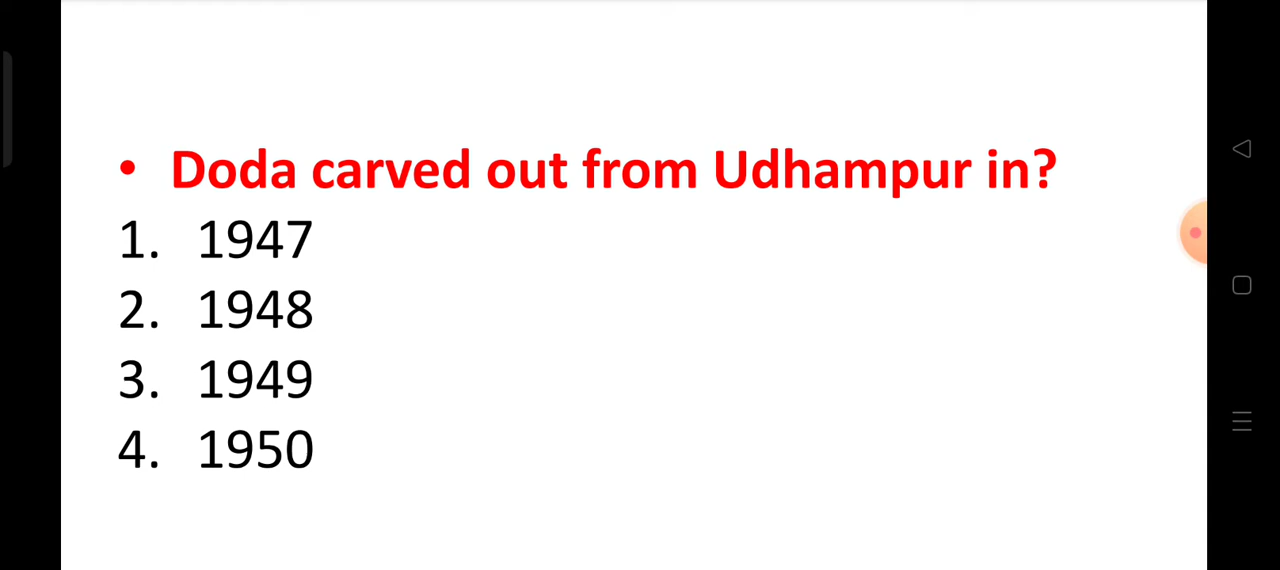 • Doda carved out from Udhampur in?
1. 1947
2. 1948
3. 1949
4. 1950